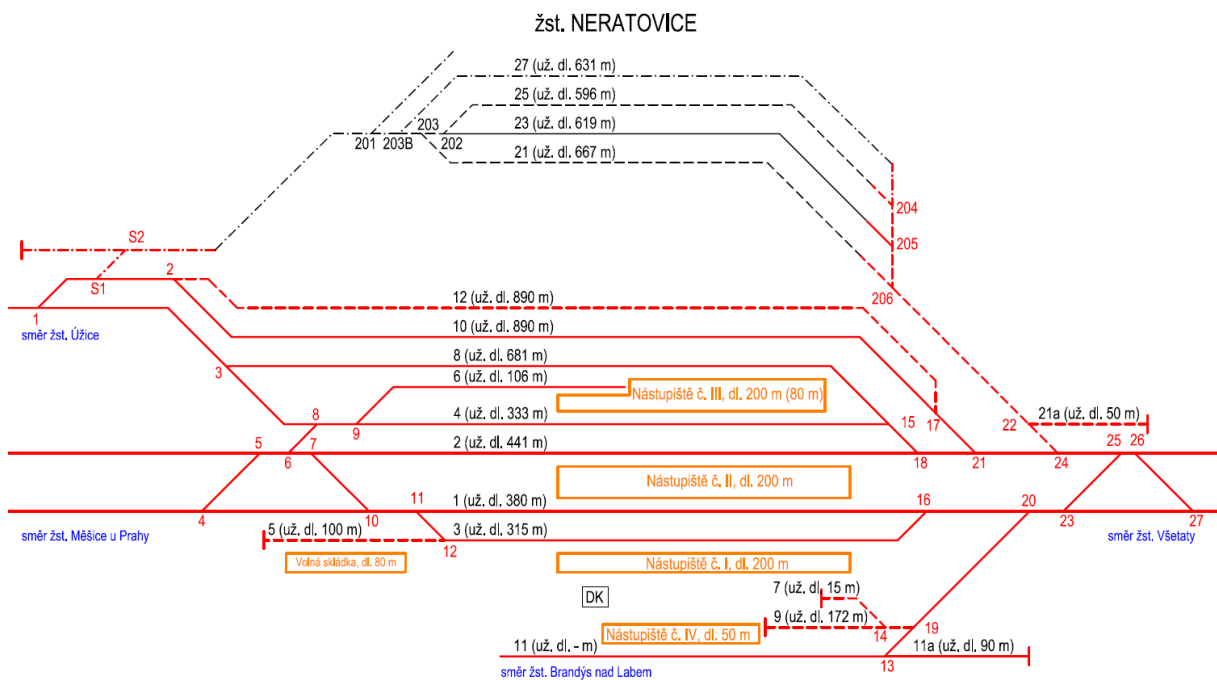 žst. NERATOVICE
27 (už. dl. 631 m)
25 (už. dl. 596 m)
203
23 (už. dl. 619 m)
201
203B
202
21 (už. dl. 667 m)
204
S2
205
2
S1
206
12 (už. dl. 890 m)
1
10 (už. dl. 890 m)
směr žst. Úžice
8 (už. dl. 681 m)
3
6 (už. dl. 106 m)
Nástupiště č. III, dl. 200 m (80 m)
21a (už. dl. 50 m)
8
4 (už. dl. 333 m)
15
17
22
9
5
7
2 (už. dl. 441 m)
25
26
6
18
21
24
Nástupiště č. II, dl. 200 m
11
1 (už. dl. 380 m)
16
20
4
10
23
27
směr žst. Měšice u Prahy
5 (už. dl. 100 m)
3 (už. dl. 315 m)
směr žst. Všetaty
12
Volná skládka, dl. 80 m
Nástupiště č. I, dl. 200 m
7 (už. dl. 15 m)
DK
9 (už. dl. 172 m)
19
Nástupiště č. IV, dl. 50 m
14
11 (už. dl. - m)
11a (už. dl. 90 m)
13
směr žst. Brandýs nad Labem